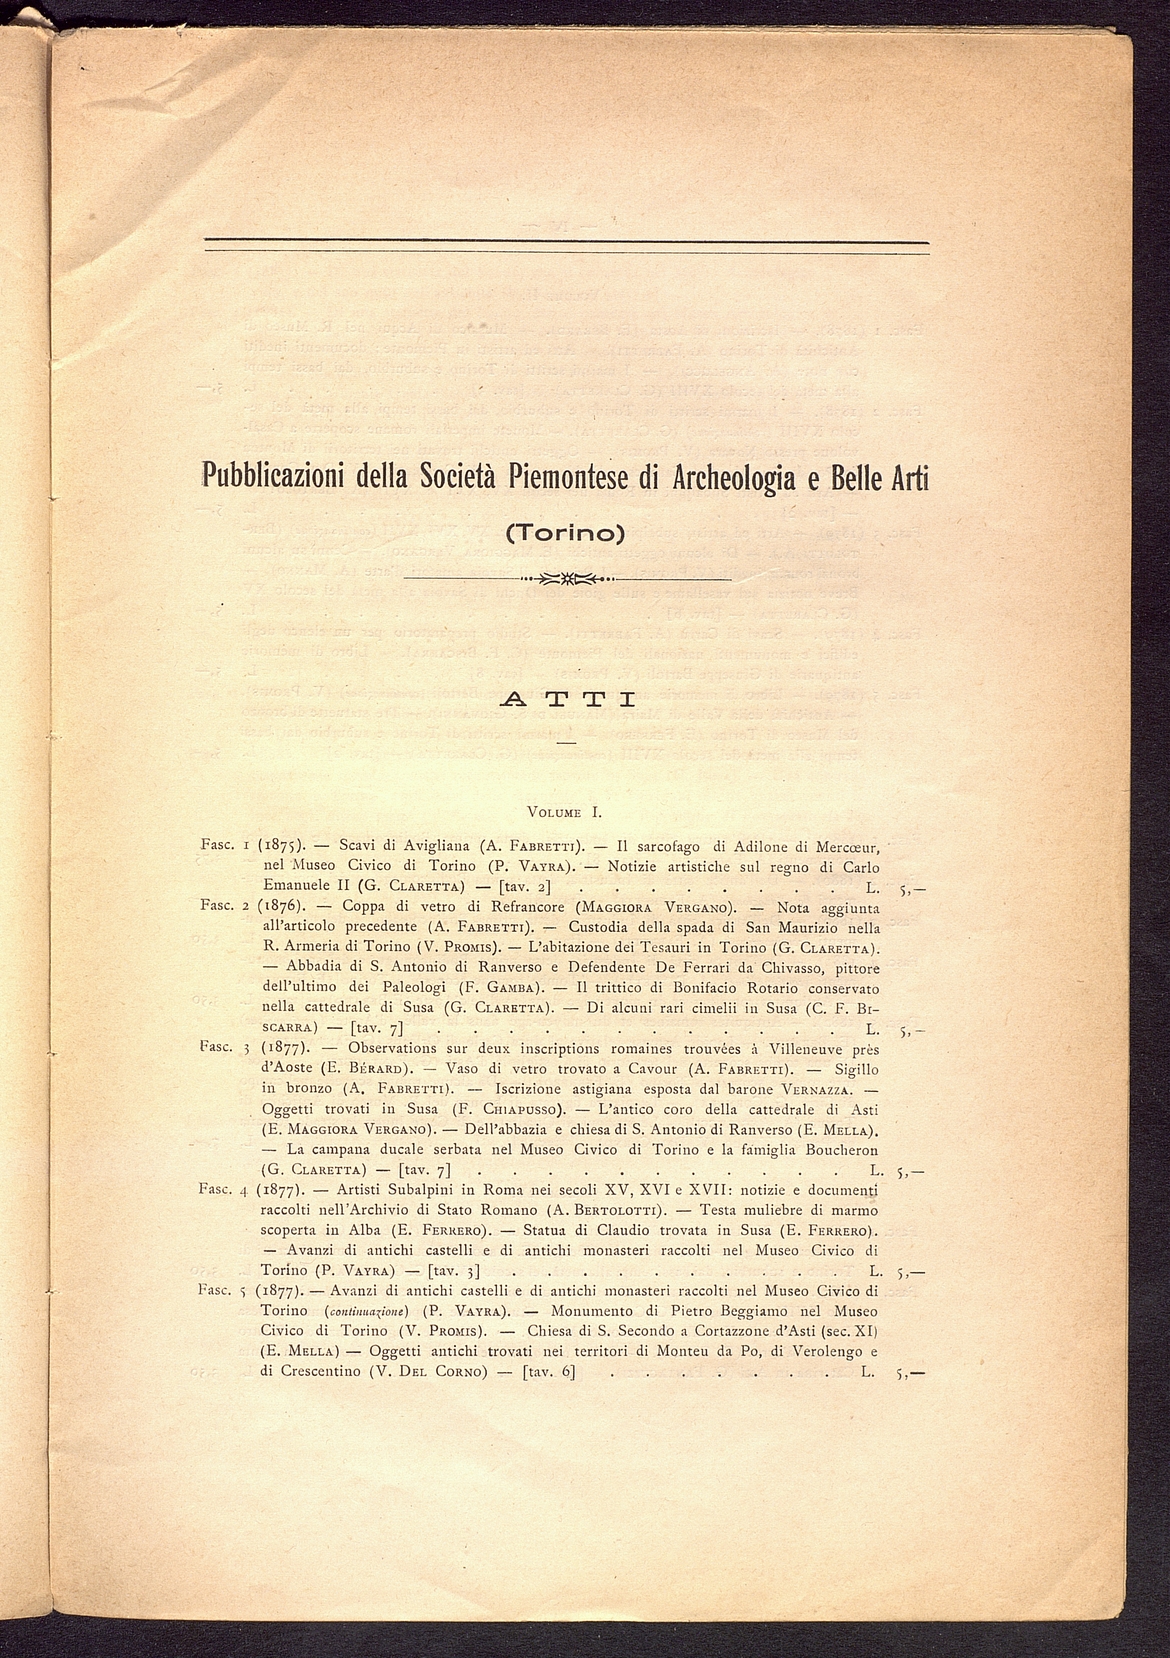 Pubblicazioni della Società Piemontese di Archeologia e Belle Arti
(Torino)
ATTI
VOLUME I.
Fasc. 1 (1875). — Scavi di Avigliana (A. FABRETTI). — Il sarcofago di Adilone di Mercœur,
nel Museo Civico di Torino (P. VAYRA). — Notizie artistiche sul regno di Carlo
Emanuele II (G. CLARETTA) — [tav. 2] . . . . . . . . L. 5,—
Fasc. 2 (1876). — Coppa di vetro di Refrancore (MAGGIORA VERGANO). — Nota aggiunta
all'articolo precedente (A. FABRETTI). — Custodia della spada di San Maurizio nella
R. Armeria di Torino (V. PROMIS). — L'abitazione dei Tesauri in Torino (G. CLARETTA).
— Abbadia di S. Antonio di Ranverso e Defendente De Ferrari da Chivasso, pittore
dell'ultimo dei Paleologi (F. GAMBA). — Il trittico di Bonifacio Rotario conservato
nella cattedrale di Susa (G. CLARETTA). — Di alcuni rari cimelii in Susa (C. F. BI-
SCARRA) — [tav. 7] . . . . . . . . . . . . . L. 5,—
Fasc. 3 (1877). — Observations sur deux inscriptions romaines trouvées à Villeneuve près
d'Aoste (E. BÉRARD). — Vaso di vetro trovato a Cavour (A. FABRETTI). — Sigillo
in bronzo (A. FABRETTI). — Iscrizione astigiana esposta dal barone VERNAZZA. —
Oggetti trovati in Susa (F. CHIAPUSSO). — L'antico coro della cattedrale di Asti
(E. MAGGIORA VERGANO). — Dell'abbazia e chiesa di S. Antonio di Ranverso (E. MELLA).
— La campana ducale serbata nel Museo Civico di Torino e la famiglia Boucheron
(G. CLARETTA) — [tav. 7] . . . . . . . . . . . L. 5,—
Fasc. 4 (1877). — Artisti Subalpini in Roma nei secoli XV, XVI e XVII: notizie e documenti
raccolti nell'Archivio di Stato Romano (A. BERTOLOTTI). — Testa muliebre di marmo
scoperta in Alba (E. FERRERO). — Statua di Claudio trovata in Susa (E. FERRERO).
— Avanzi di antichi castelli e di antichi monasteri raccolti nel Museo Civico di
Torino (P. VAYRA) — [tav. 3] . . . . . . . . . . L. 5,—
Fasc. 5 (1877). — Avanzi di antichi castelli e di antichi monasteri raccolti nel Museo Civico di
Torino (continuazione) (P. VAYRA). — Monumento di Pietro Beggiamo nel Museo
Civico di Torino (V. PROMIS). — Chiesa di S. Secondo a Cortazzone d'Asti (sec. XI)
(E. MELLA) — Oggetti antichi trovati nei territori di Monteu da Po, di Verolengo e
di Crescentino (V. DEL CORNO) — [tav. 6] . . . . . . . L. 5,—